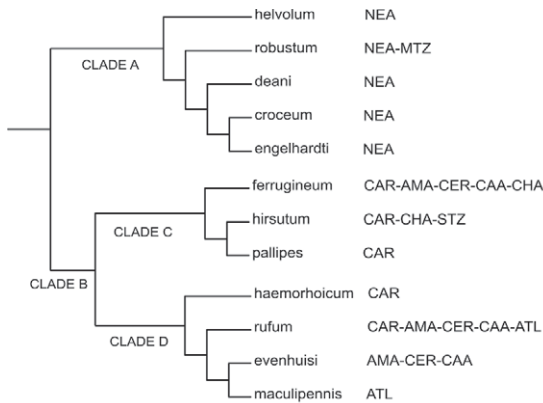 helvolum NEA
robustum NEA-MTZ
CLADE A
deani NEA
croceum NEA
engelhardti NEA
ferrugineum CAR-AMA-CER-CAA-CHA
hirsutum CAR-CHA-STZ
CLADE C
pallipes CAR
CLADE B
haemorhoicum CAR
rufum CAR-AMA-CER-CAA-ATL
CLADE D
evenhuisi AMA-CER-CAA
maculipennis ATL